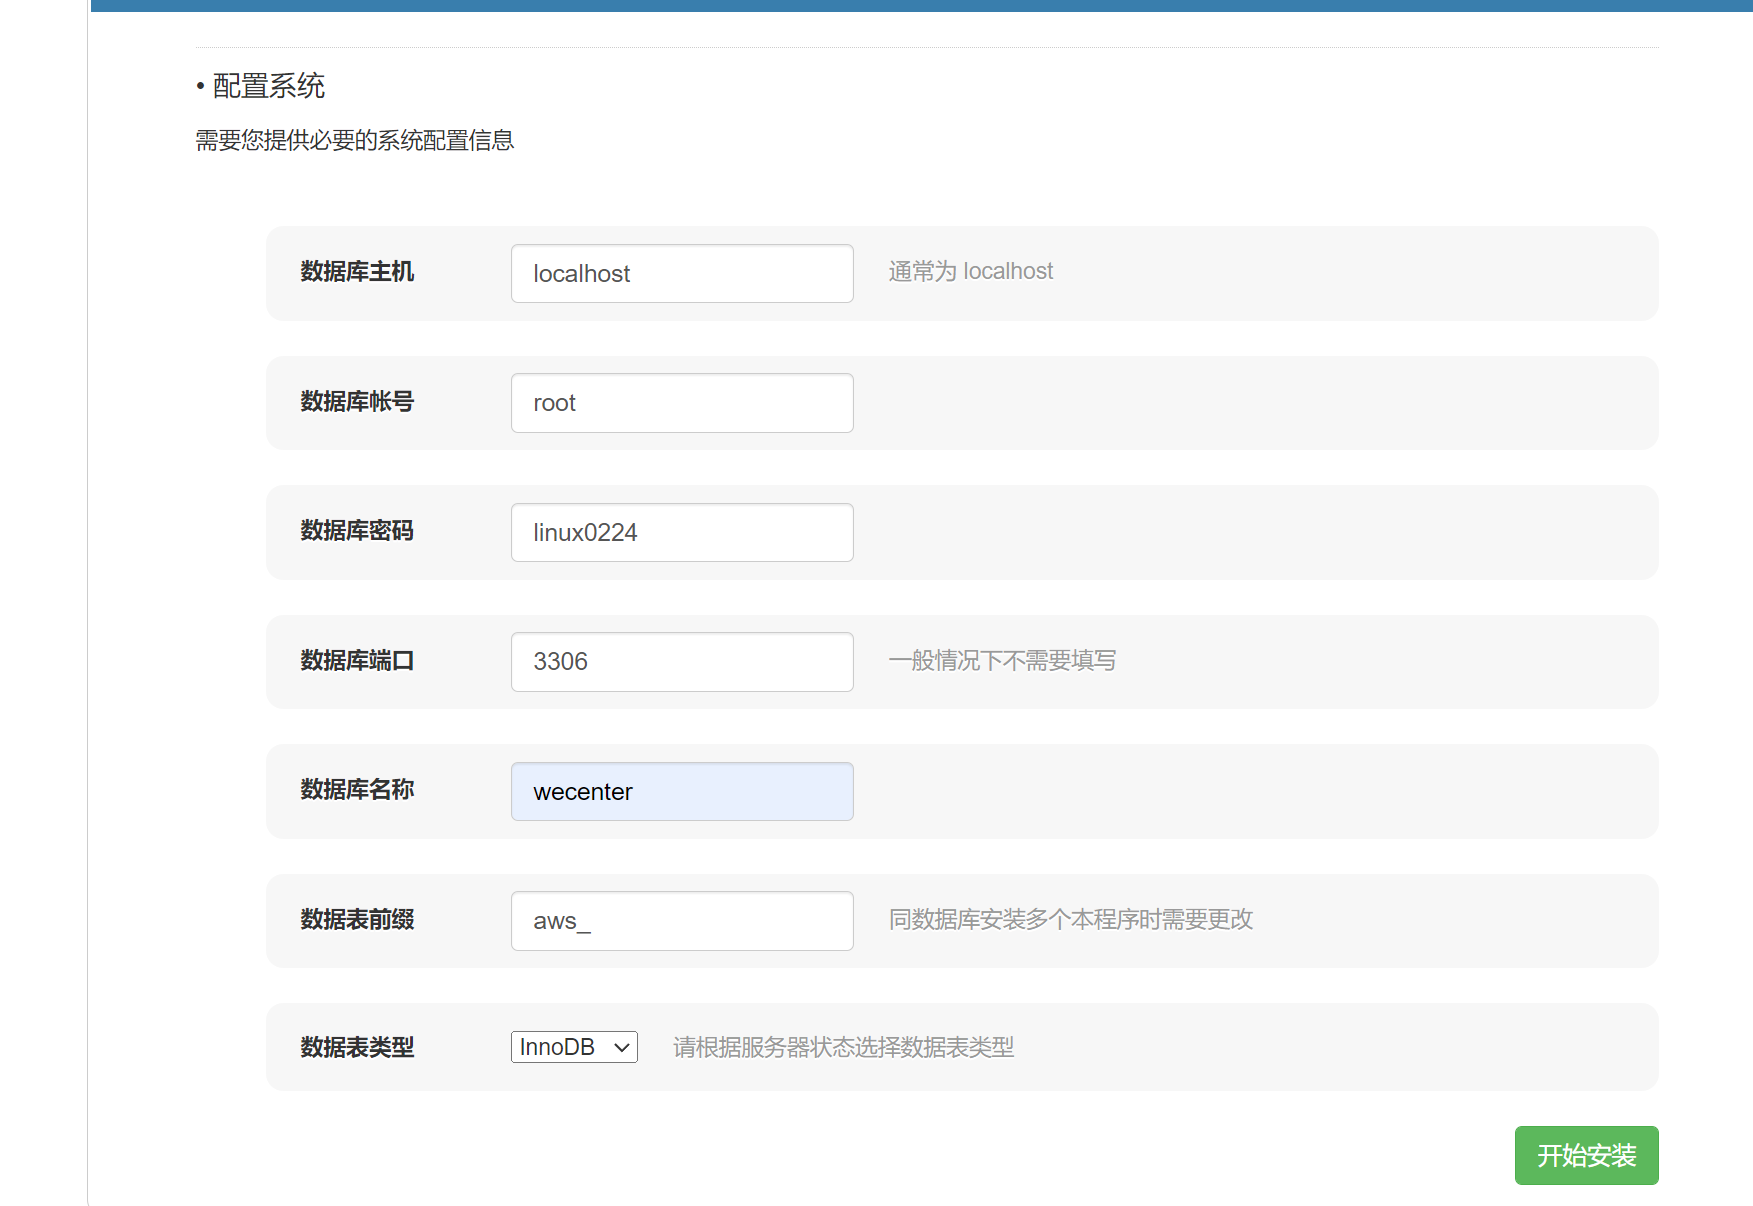 • 配置系统
需要您提供必要的系统配置信息
数据库主机 localhost 通常为 localhost
数据库帐号 root
数据库密码 linux0224
数据库端口 3306 一般情况下不需要填写
数据库名称 wecenter
数据表前缀 aws_ 同数据库安装多个本程序时需要更改
数据表类型 InnoDB 请根据服务器状态选择数据表类型
开始安装